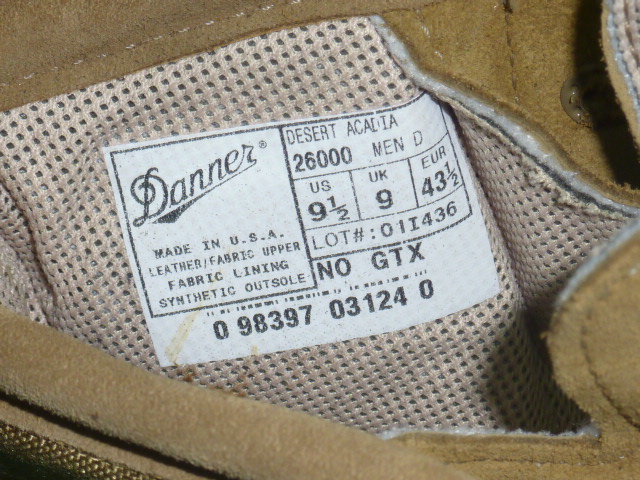 Danner®
MADE IN U.S.A.
LEATHER/FABRIC UPPER
FABRIC LINING
SYNTHETIC OUTSOLE
DESERT ACADIA
26000 MEN D
US UK EUR
9½ 9 43½
LOT#: 01I436
NO GTX
0 98397 03124 0